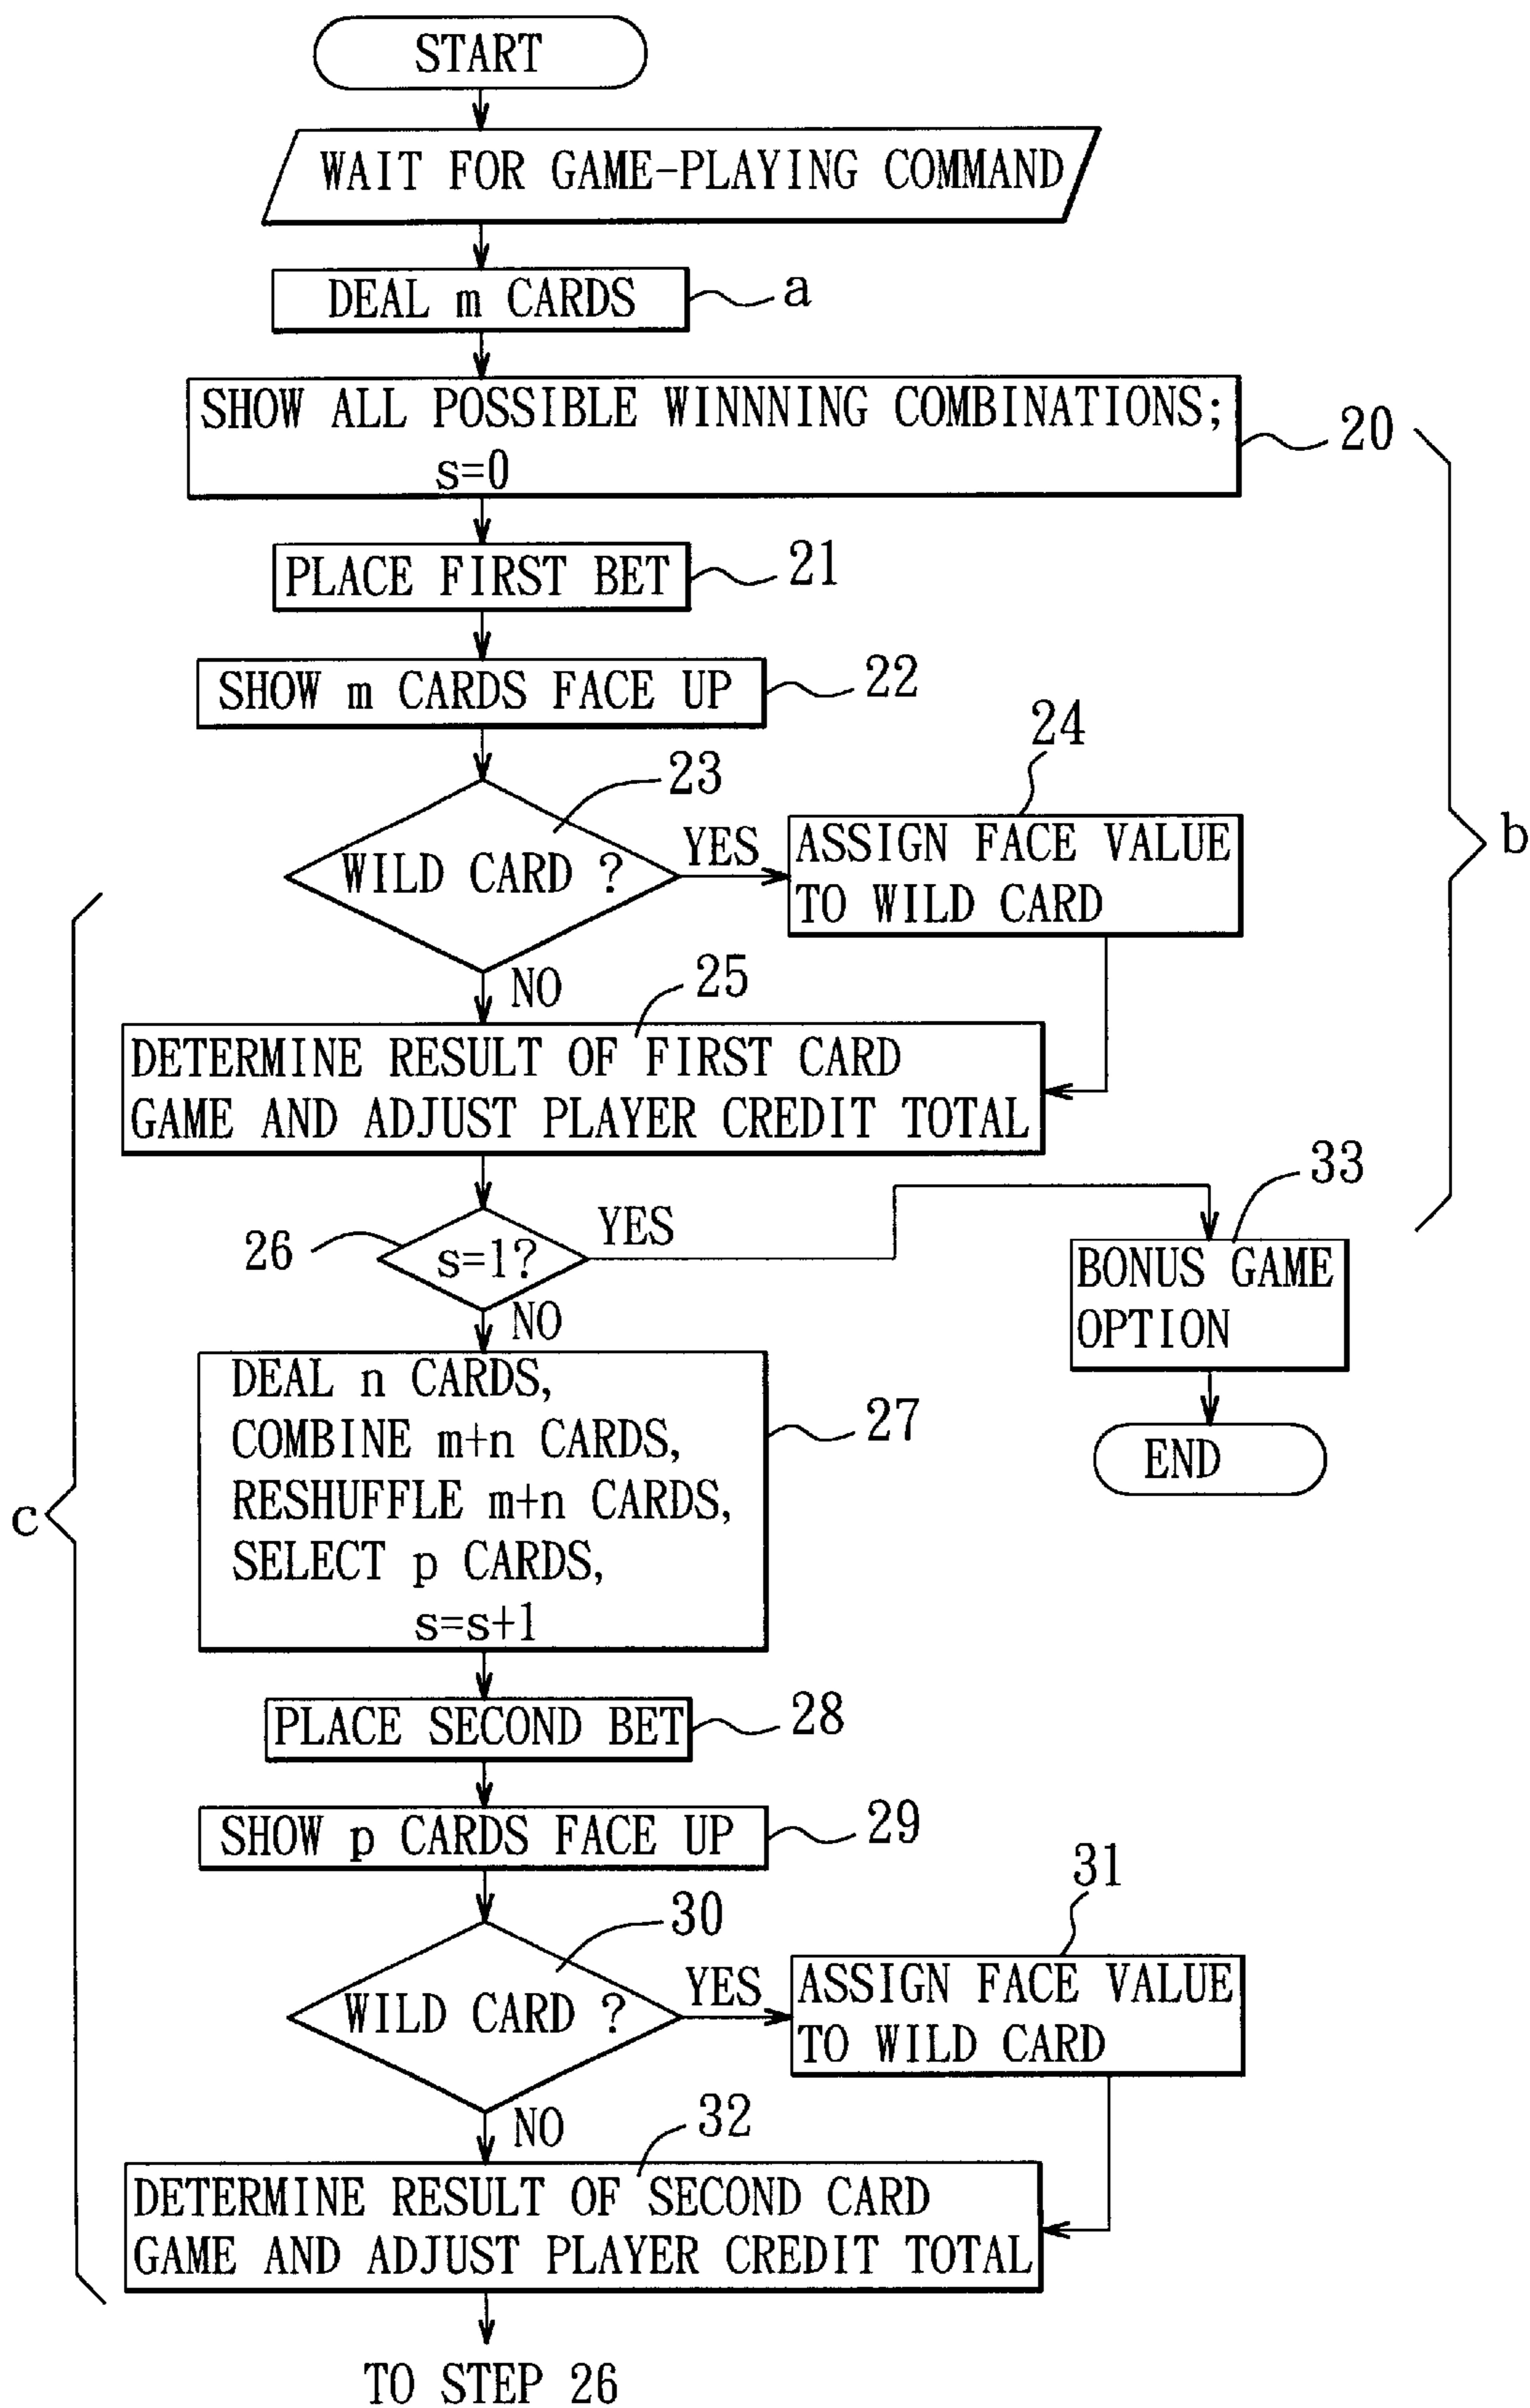 START
WAIT FOR GAME-PLAYING COMMAND
DEAL m CARDS
a
SHOW ALL POSSIBLE WINNNING COMBINATIONS;
s=0
20
PLACE FIRST BET
21
SHOW m CARDS FACE UP
22
23
WILD CARD ?
YES
24
ASSIGN FACE VALUE
TO WILD CARD
b
NO
25
DETERMINE RESULT OF FIRST CARD
GAME AND ADJUST PLAYER CREDIT TOTAL
26
s=1?
YES
33
BONUS GAME
OPTION
END
NO
DEAL n CARDS,
COMBINE m+n CARDS,
RESHUFFLE m+n CARDS,
SELECT p CARDS,
s=s+1
27
c
PLACE SECOND BET
28
SHOW p CARDS FACE UP
29
30
WILD CARD ?
YES
31
ASSIGN FACE VALUE
TO WILD CARD
NO
32
DETERMINE RESULT OF SECOND CARD
GAME AND ADJUST PLAYER CREDIT TOTAL
TO STEP 26